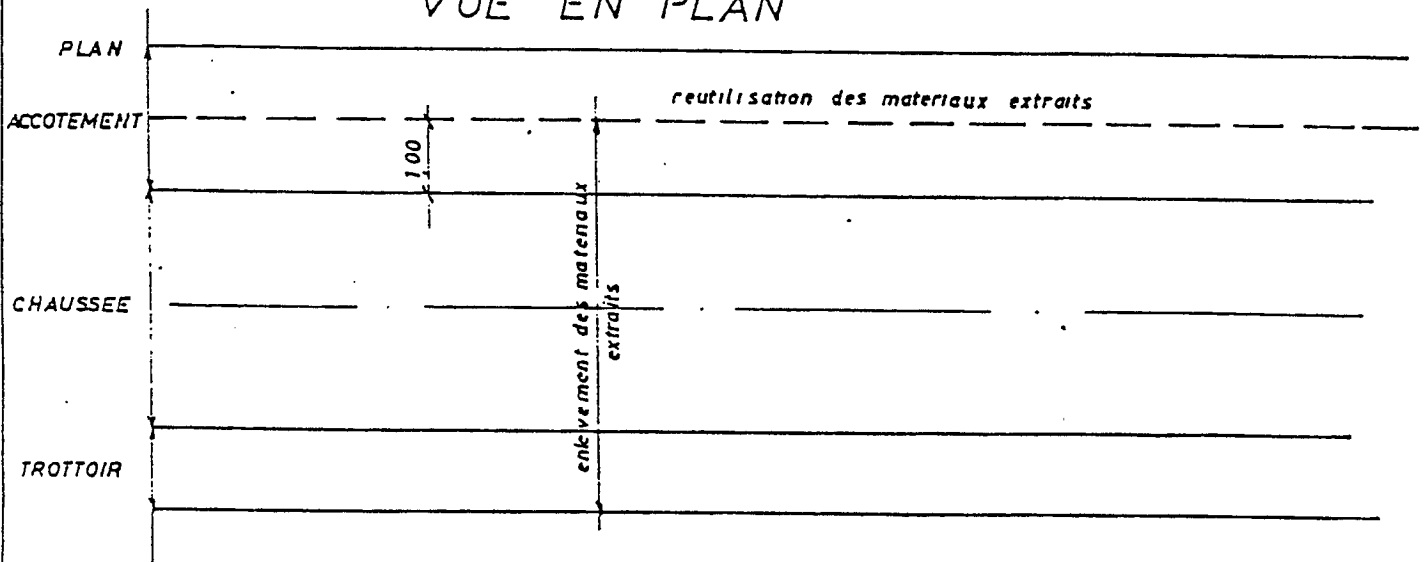 VUE EN PLAN
PLAN
reutilisation des materiaux extraits
ACCOTEMENT
1.00
enlevement des materiaux
extraits
CHAUSSEE
TROTTOIR